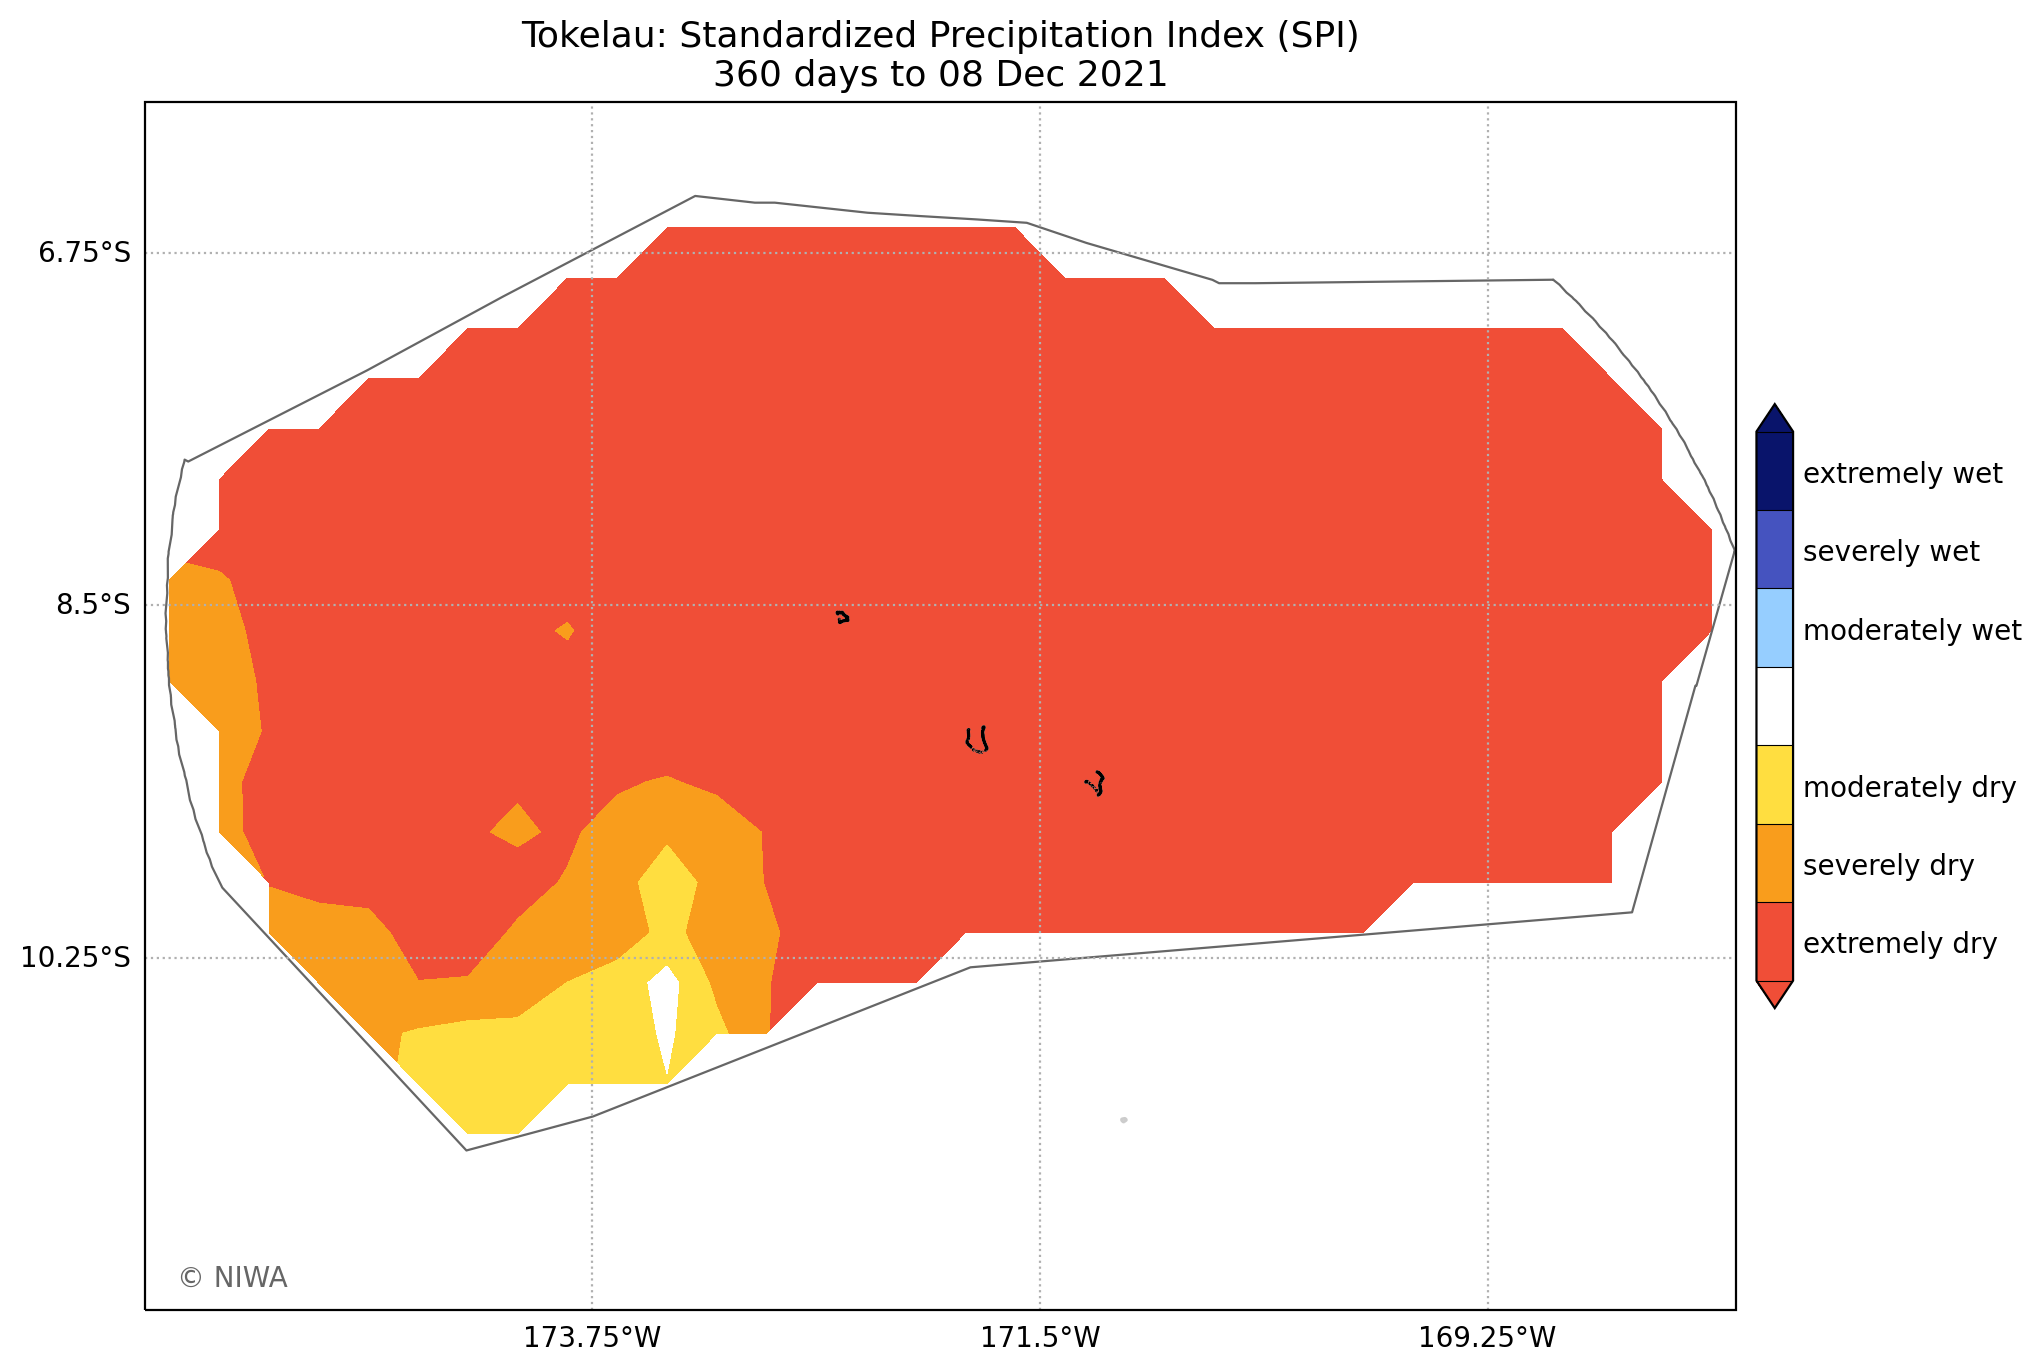 Tokelau: Standardized Precipitation Index (SPI)
360 days to 08 Dec 2021
6.75°S
8.5°S
10.25°S
173.75°W
171.5°W
169.25°W
extremely wet
severely wet
moderately wet
moderately dry
severely dry
extremely dry
© NIWA